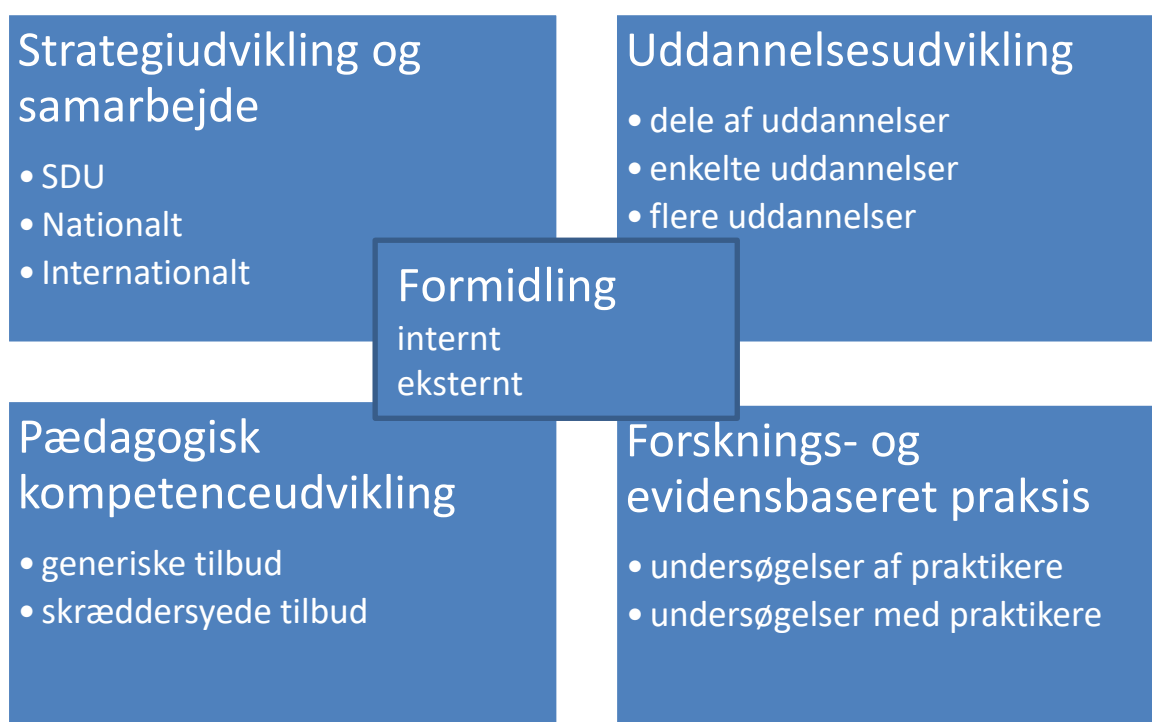 Strategiudvikling og
samarbejde
• SDU
• Nationalt
• Internationalt
Uddannelsesudvikling
• dele af uddannelser
• enkelte uddannelser
• flere uddannelser
Formidling
internt
eksternt
Pædagogisk
kompetenceudvikling
• generiske tilbud
• skræddersyede tilbud
Forsknings- og
evidensbaseret praksis
• undersøgelser af praktikere
• undersøgelser med praktikere